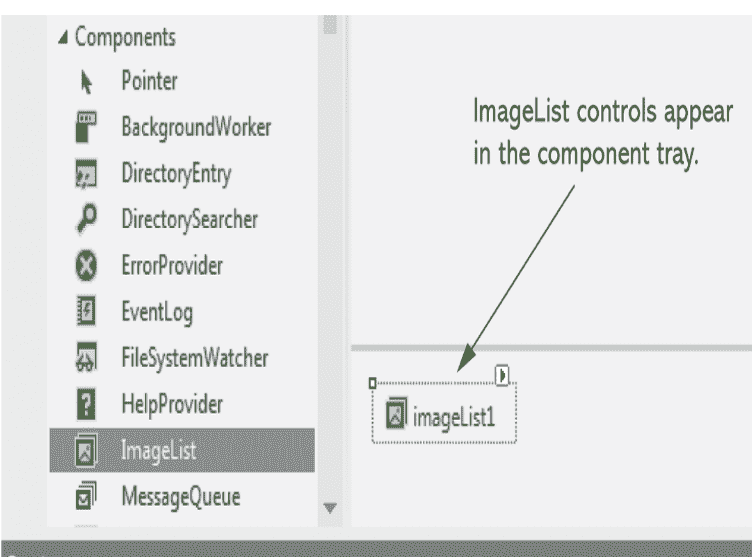 Components
Pointer
BackgroundWorker
DirectoryEntry
DirectorySearcher
ErrorProvider
EventLog
FileSystemWatcher
HelpProvider
ImageList
MessageQueue
ImageList controls appear
in the component tray.
imageList1